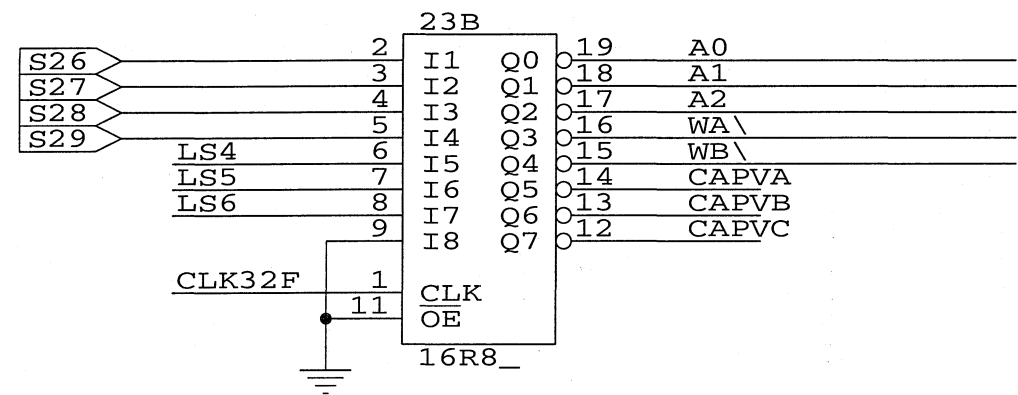 23B
S26 2 I1 Q0 19 A0
S27 3 I2 Q1 18 A1
S28 4 I3 Q2 17 A2
S29 5 I4 Q3 16 WA\
LS4 6 I5 Q4 15 WB\
LS5 7 I6 Q5 14 CAPVA
LS6 8 I7 Q6 13 CAPVB
9 I8 Q7 12 CAPVC
CLK32F 1 CLK
11 OE
16R8_